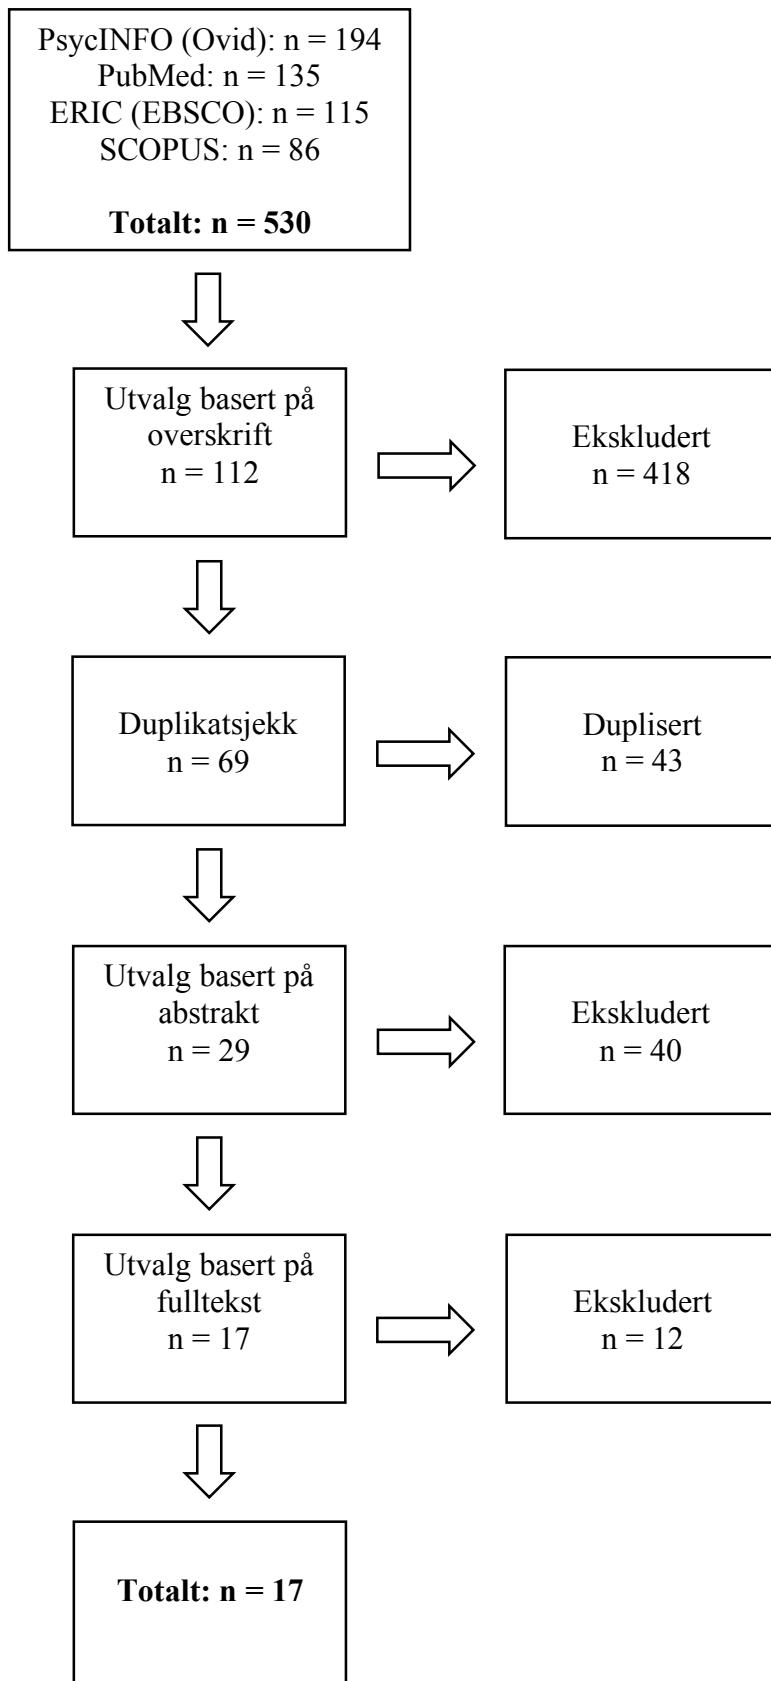 PsycINFO (Ovid): n = 194
PubMed: n = 135
ERIC (EBSCO): n = 115
SCOPUS: n = 86
Totalt: n = 530
Utvalg basert på
overskrift
n = 112
Ekskludert
n = 418
Duplikatsjekk
n = 69
Duplisert
n = 43
Utvalg basert på
abstrakt
n = 29
Ekskludert
n = 40
Utvalg basert på
fulltekst
n = 17
Ekskludert
n = 12
Totalt: n = 17